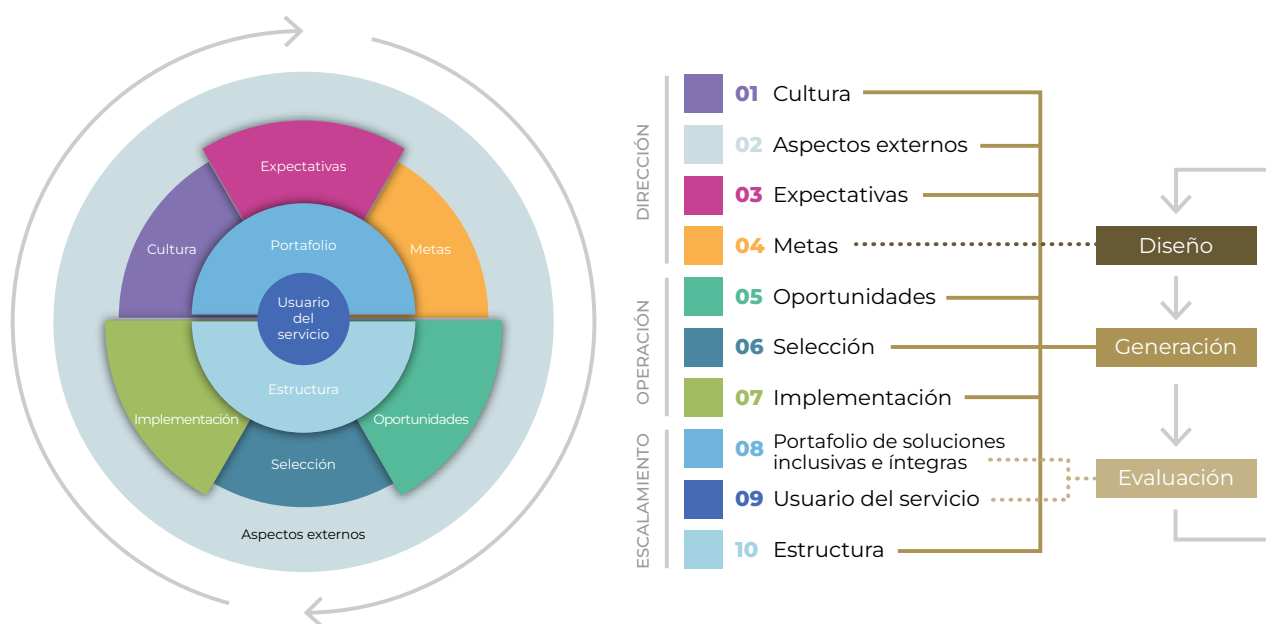 Expectativas
Cultura
Portafolio
Metas
Usuario
del
servicio
Estructura
Implementación
Oportunidades
Selección
Aspectos externos
DIRECCIÓN
01 Cultura
02 Aspectos externos
03 Expectativas
04 Metas
OPERACIÓN
05 Oportunidades
06 Selección
07 Implementación
ESCALAMIENTO
08 Portafolio de soluciones
inclusivas e íntegras
09 Usuario del servicio
10 Estructura
Diseño
Generación
Evaluación